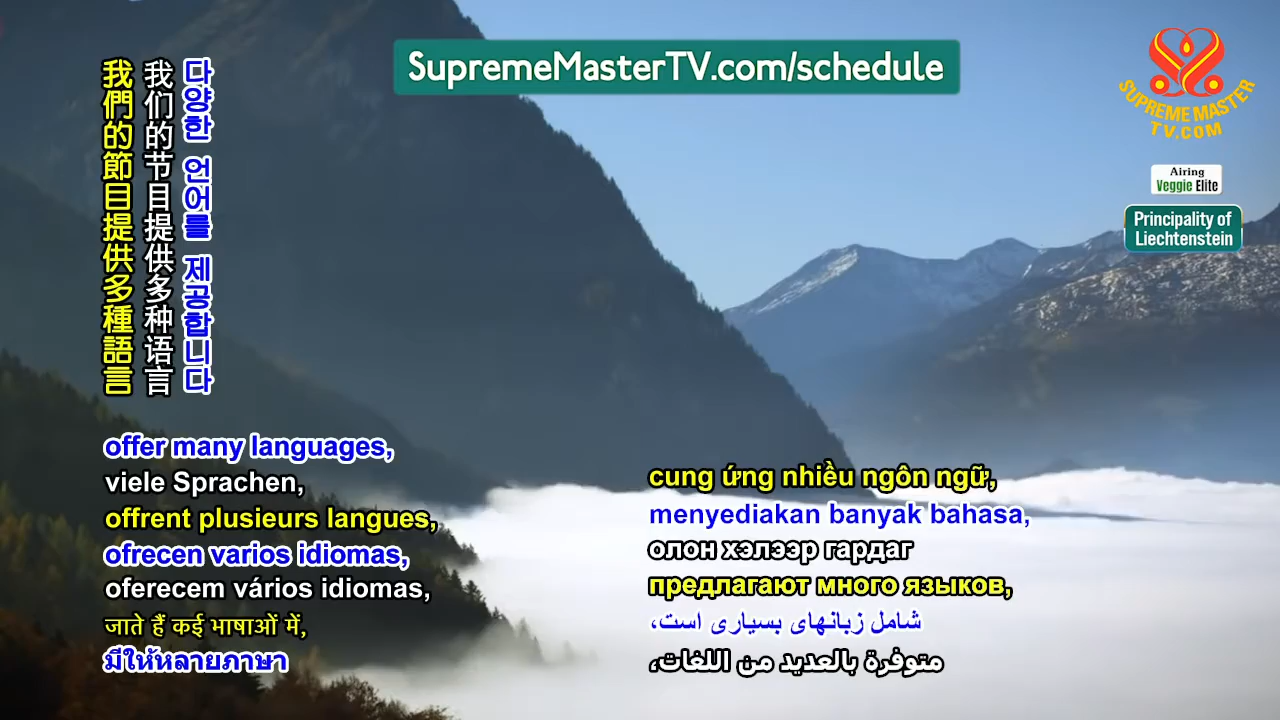 SupremeMasterTV.com/schedule
SUPREME MASTER
TV.COM
Airing
Veggie Elite
Principality of
Liechtenstein
我們的節目提供多種語言
我们的节目提供多种语言
다양한 언어를 제공합니다
offer many languages,
viele Sprachen,
offrent plusieurs langues,
ofrecen varios idiomas,
oferecem vários idiomas,
जाते हैं कई भाषाओं में,
มีให้หลายภาษา
cung ứng nhiều ngôn ngữ,
menyediakan banyak bahasa,
олон хэлээр гардаг
предлагают много языков,
شامل زبانهای بسیاری است،
متوفرة بالعديد من اللغات،